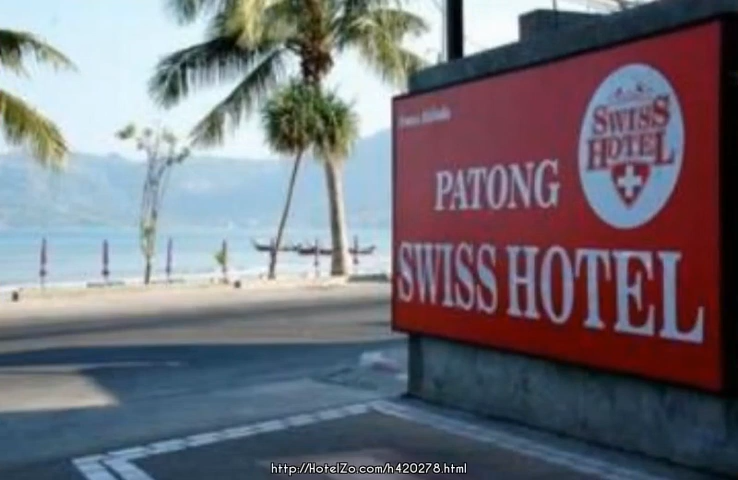 SWISS
HOTEL
PATONG
SWISS HOTEL
http://HotelZo.com/h420278.html